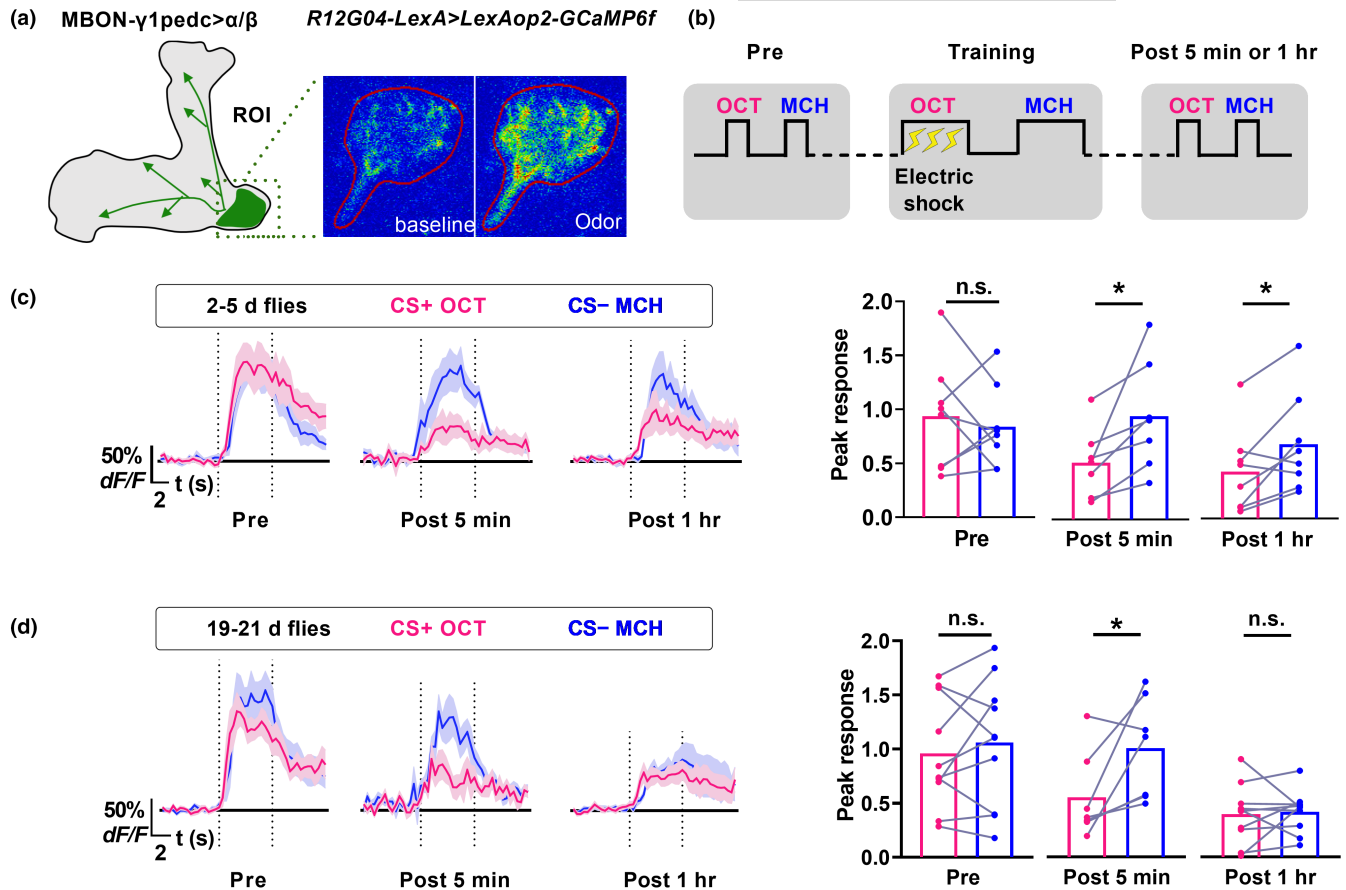 (a)
MBON-γ1pedc>α/β
R12G04-LexA>LexAop2-GCaMP6f
ROI
baseline
Odor
(b)
Pre
Training
Post 5 min or 1 hr
OCT
MCH
OCT
MCH
OCT
MCH
Electric
shock
(c)
2-5 d flies
CS+ OCT
CS− MCH
50%
dF/F
t (s)
2
Pre
Post 5 min
Post 1 hr
Peak response
2.0
1.5
1.0
0.5
0.0
n.s.
*
*
Pre
Post 5 min
Post 1 hr
(d)
19-21 d flies
CS+ OCT
CS− MCH
50%
dF/F
t (s)
2
Pre
Post 5 min
Post 1 hr
Peak response
2.0
1.5
1.0
0.5
0.0
n.s.
*
n.s.
Pre
Post 5 min
Post 1 hr